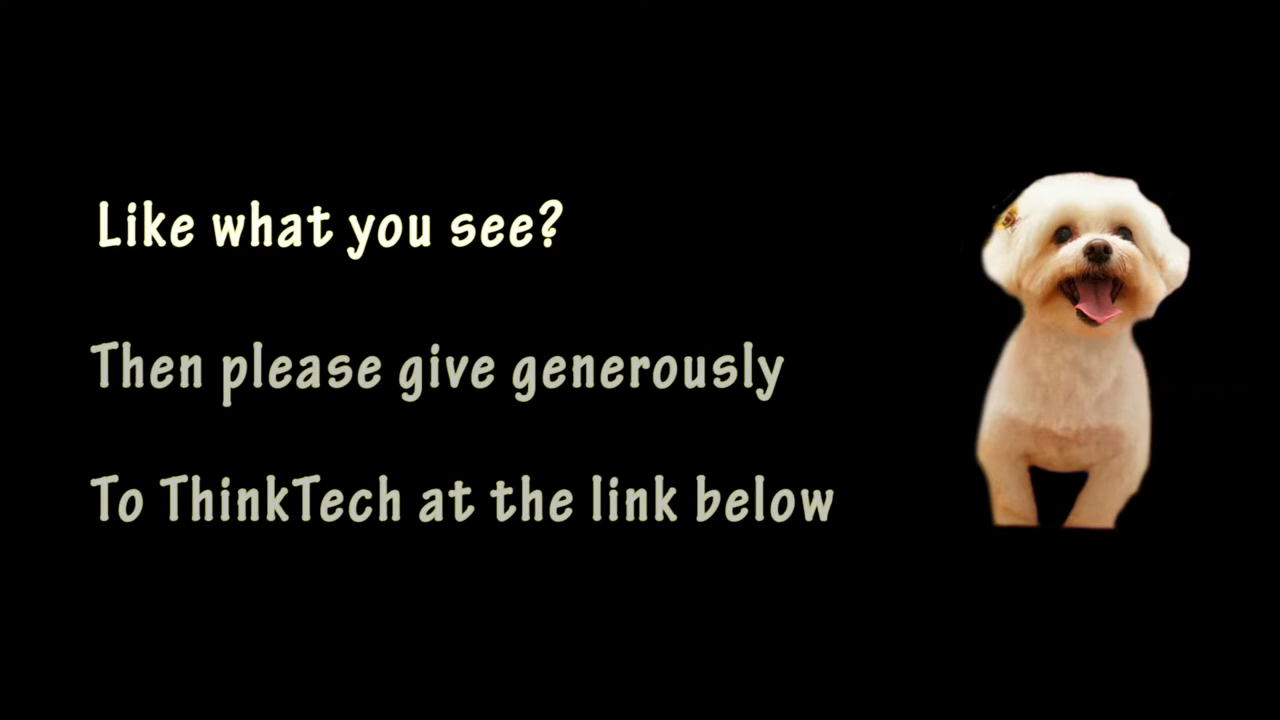 Like what you see?
Then please give generously
To ThinkTech at the link below